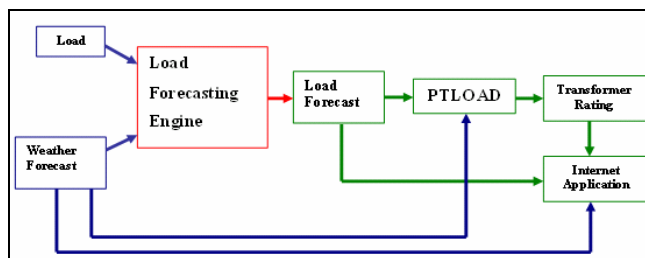 Load
Load
Forecasting
Engine
Load
Forecast
PTLOAD
Transformer
Rating
Weather
Forecast
Internet
Application